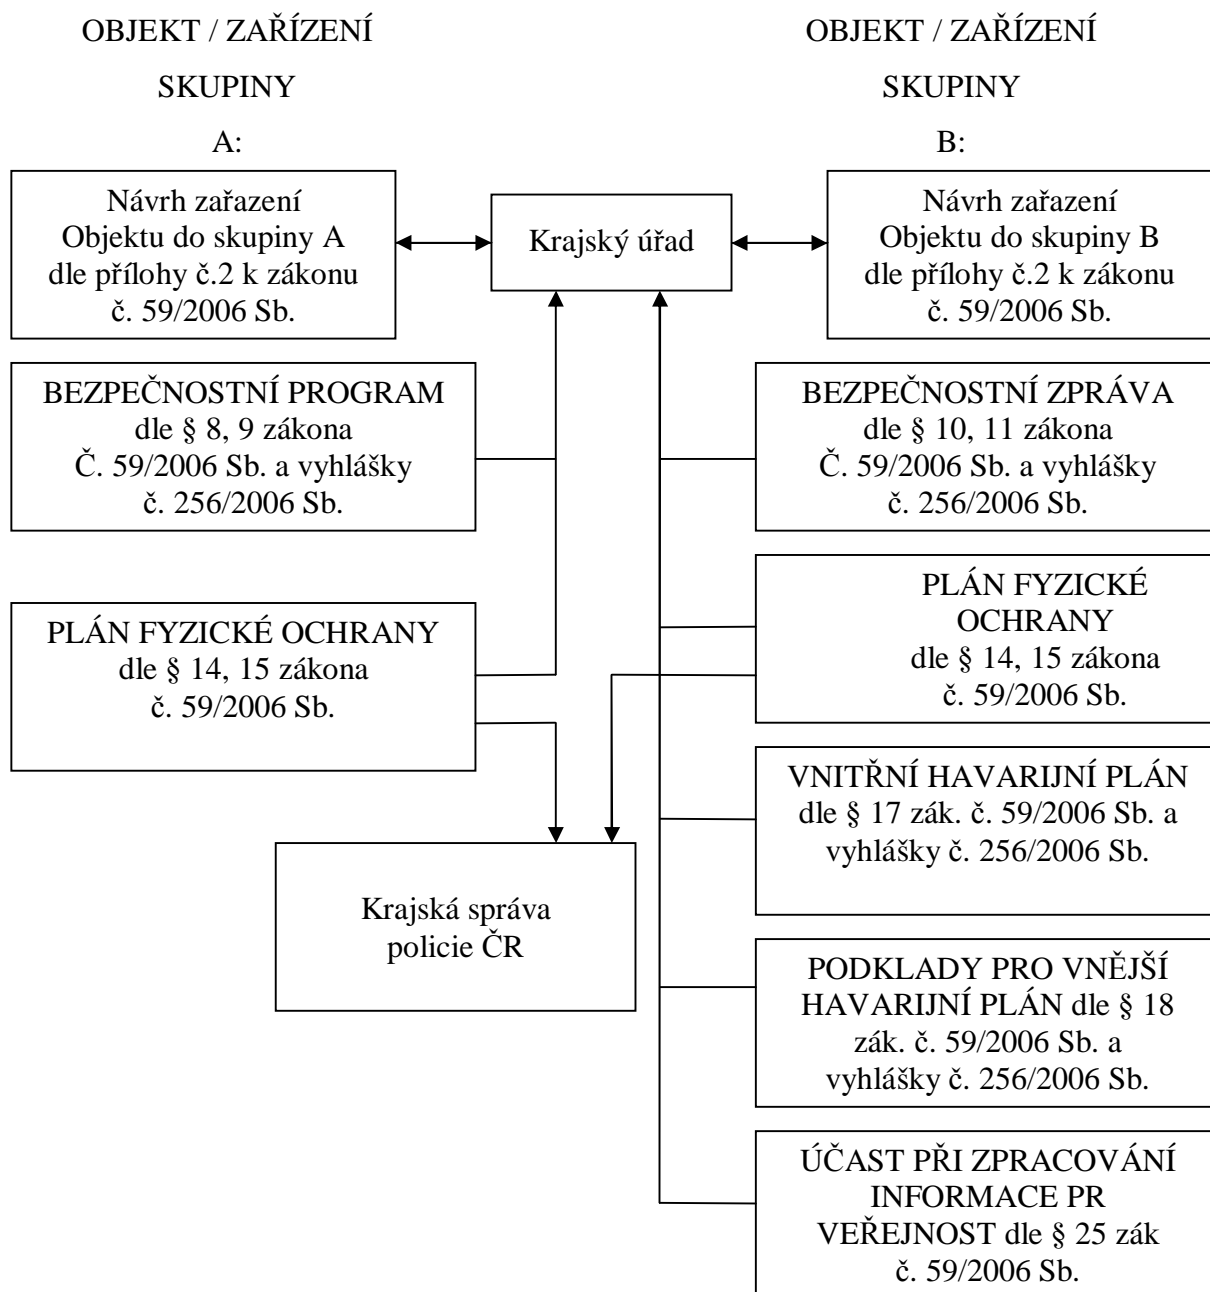 OBJEKT / ZAŘÍZENÍ
SKUPINY
A:
OBJEKT / ZAŘÍZENÍ
SKUPINY
B:
Návrh zařazení
Objektu do skupiny A
dle přílohy č.2 k zákonu
č. 59/2006 Sb.
Krajský úřad
Návrh zařazení
Objektu do skupiny B
dle přílohy č.2 k zákonu
č. 59/2006 Sb.
BEZPEČNOSTNÍ PROGRAM
dle § 8, 9 zákona
Č. 59/2006 Sb. a vyhlášky
č. 256/2006 Sb.
BEZPEČNOSTNÍ ZPRÁVA
dle § 10, 11 zákona
Č. 59/2006 Sb. a vyhlášky
č. 256/2006 Sb.
PLÁN FYZICKÉ OCHRANY
dle § 14, 15 zákona
č. 59/2006 Sb.
PLÁN FYZICKÉ
OCHRANY
dle § 14, 15 zákona
č. 59/2006 Sb.
VNITŘNÍ HAVARIJNÍ PLÁN
dle § 17 zák. č. 59/2006 Sb. a
vyhlášky č. 256/2006 Sb.
Krajská správa
policie ČR
PODKLADY PRO VNĚJŠÍ
HAVARIJNÍ PLÁN dle § 18
zák. č. 59/2006 Sb. a
vyhlášky č. 256/2006 Sb.
ÚČAST PŘI ZPRACOVÁNÍ
INFORMACE PR
VEŘEJNOST dle § 25 zák
č. 59/2006 Sb.